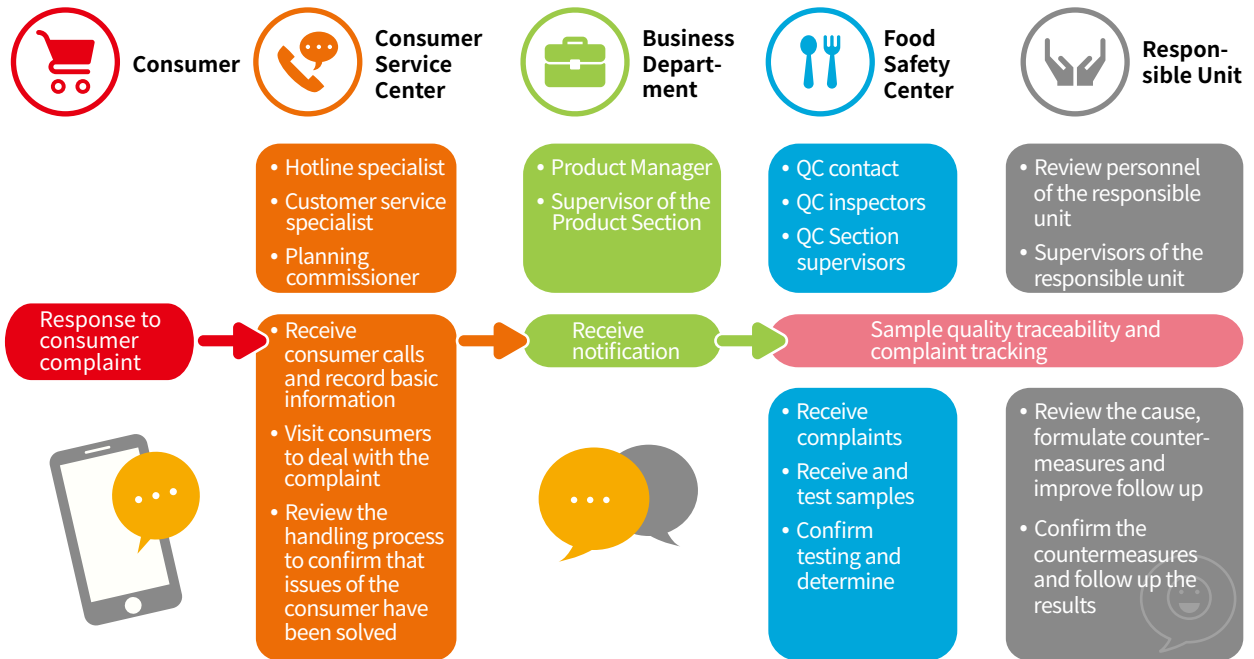 Consumer
Consumer
Service
Center
Business
Depart-
ment
Food
Safety
Center
Respon-
sible Unit
• Hotline specialist
• Customer service
specialist
• Planning
commissioner
• Product Manager
• Supervisor of the
Product Section
• QC contact
• QC inspectors
• QC Section
supervisors
• Review personnel
of the responsible
unit
• Supervisors of the
responsible unit
Response to
consumer
complaint
• Receive
consumer calls
and record basic
information
• Visit consumers
to deal with the
complaint
• Review the
handling process
to confirm that
issues of the
consumer have
been solved
Receive
notification
Sample quality traceability and
complaint tracking
• Receive
complaints
• Receive and
test samples
• Confirm
testing and
determine
• Review the cause,
formulate counter-
measures and
improve follow up
• Confirm the
countermeasures
and follow up the
results